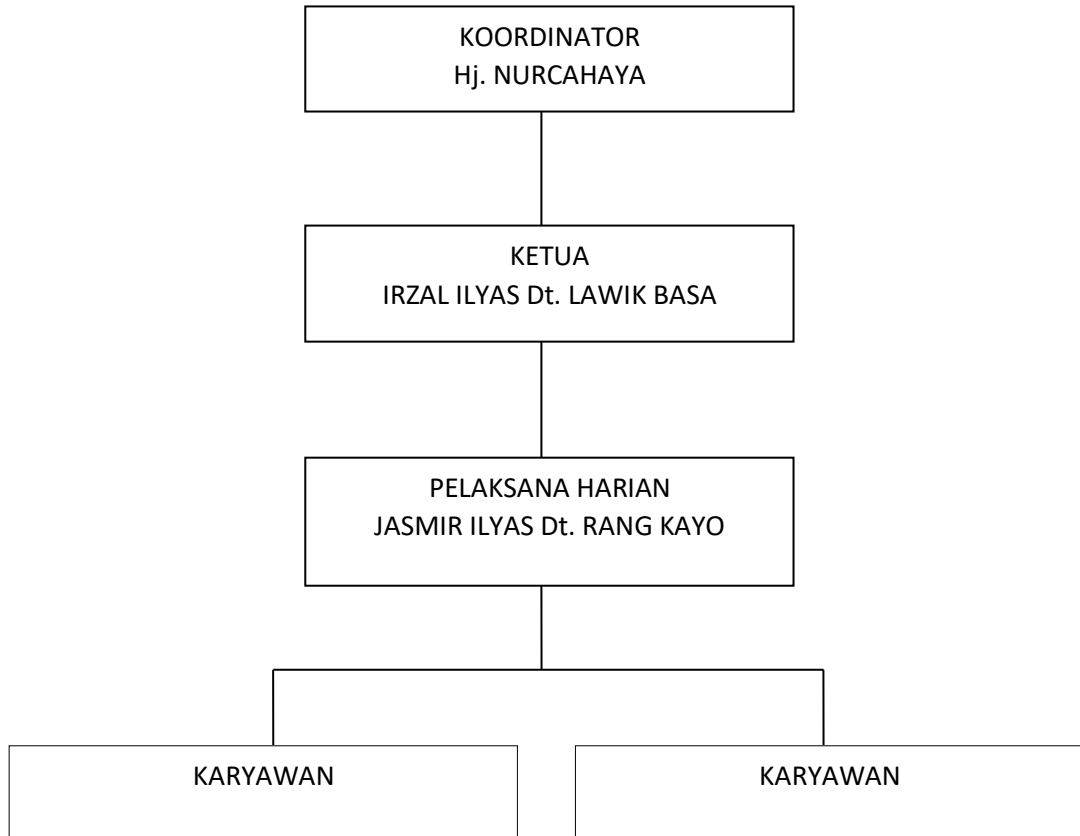 KOORDINATOR
Hj. NURCAHAYA
KETUA
IRZAL ILYAS Dt. LAWIK BASA
PELAKSANA HARIAN
JASMIR ILYAS Dt. RANG KAYO
KARYAWAN
KARYAWAN